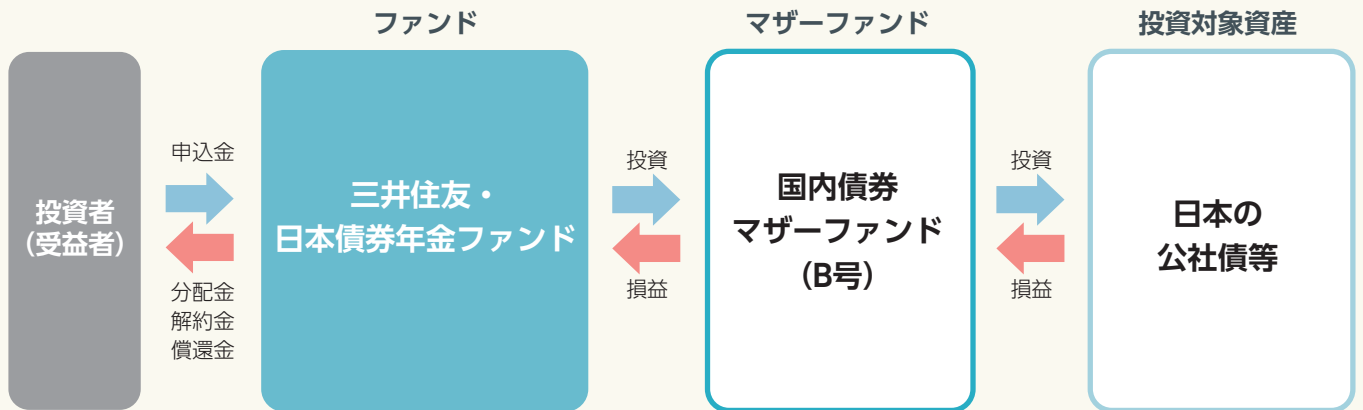 ファンド
マザーファンド
投資対象資産
投資者
(受益者)
申込金
分配金
解約金
償還金
三井住友・
日本債券年金ファンド
投資
損益
国内債券
マザーファンド
(B号)
投資
損益
日本の
公社債等